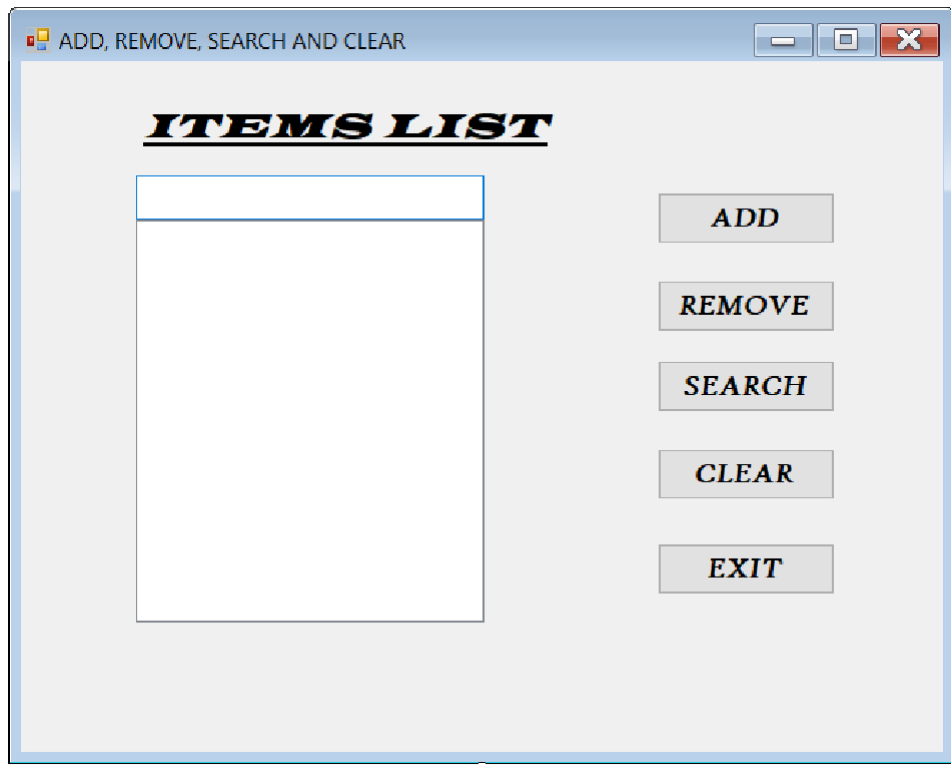 ADD, REMOVE, SEARCH AND CLEAR
ITEMS LIST
ADD
REMOVE
SEARCH
CLEAR
EXIT